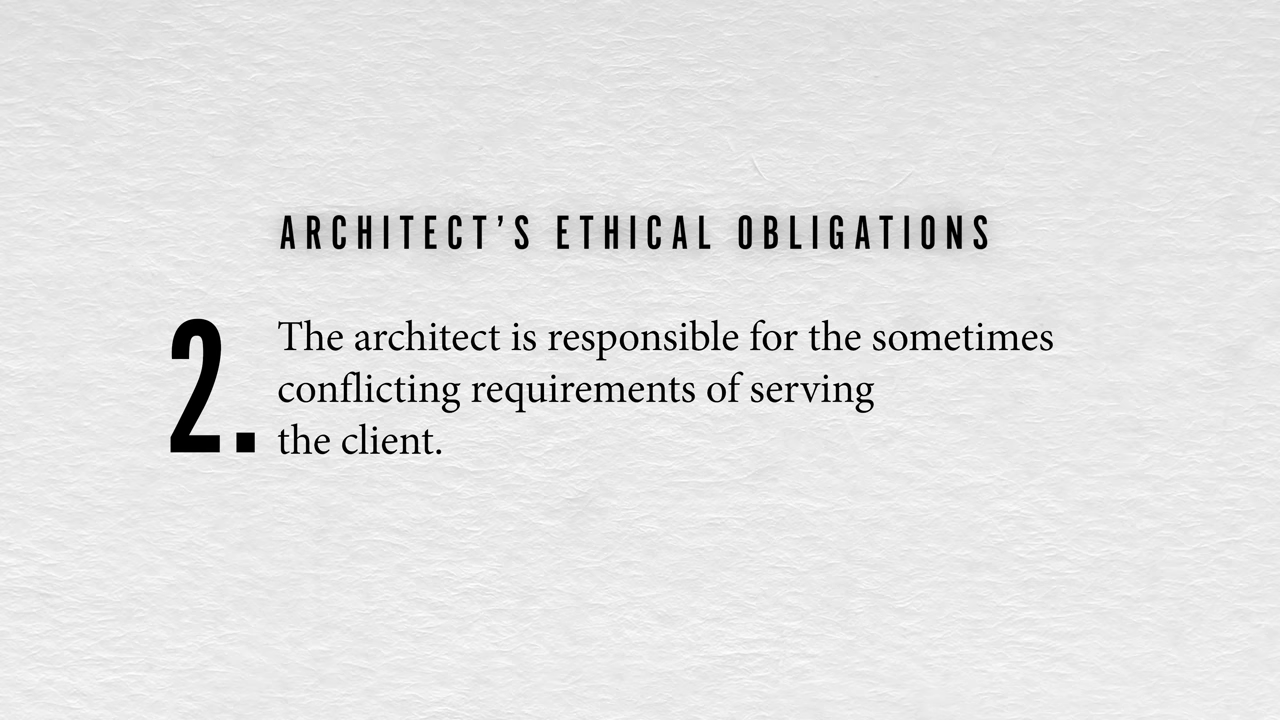 ARCHITECT’S ETHICAL OBLIGATIONS
2. The architect is responsible for the sometimes
conflicting requirements of serving
the client.